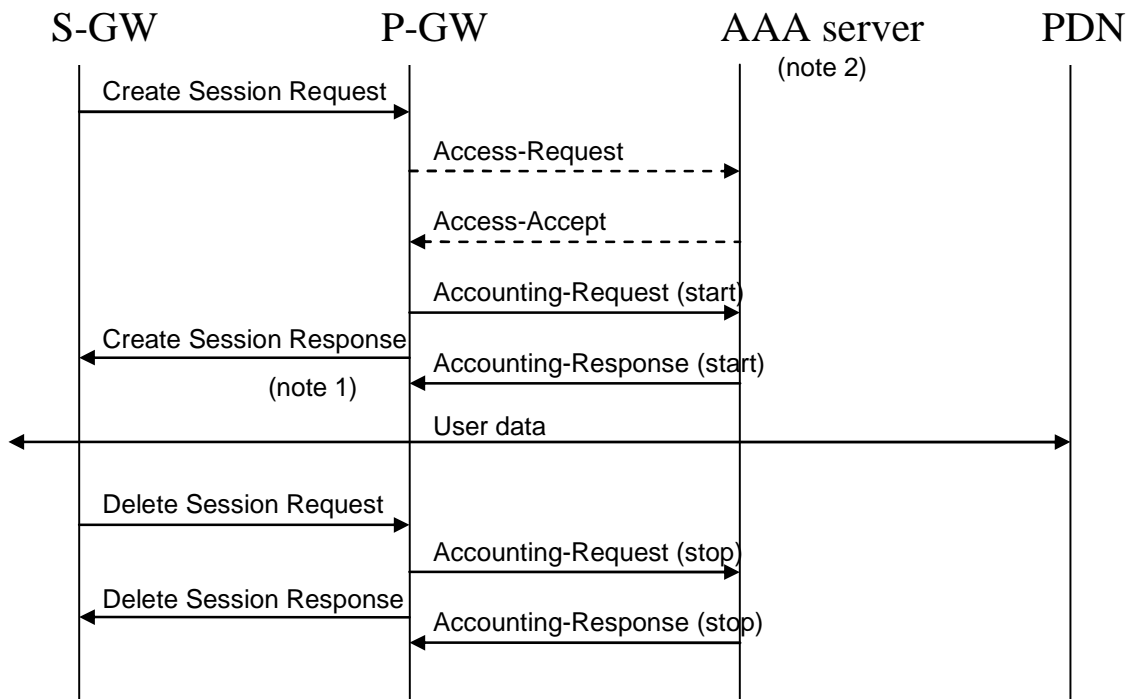 S-GW P-GW AAA server PDN
(note 2)
Create Session Request
Access-Request
Access-Accept
Accounting-Request (start)
Create Session Response
Accounting-Response (start)
(note 1)
User data
Delete Session Request
Accounting-Request (stop)
Delete Session Response
Accounting-Response (stop)